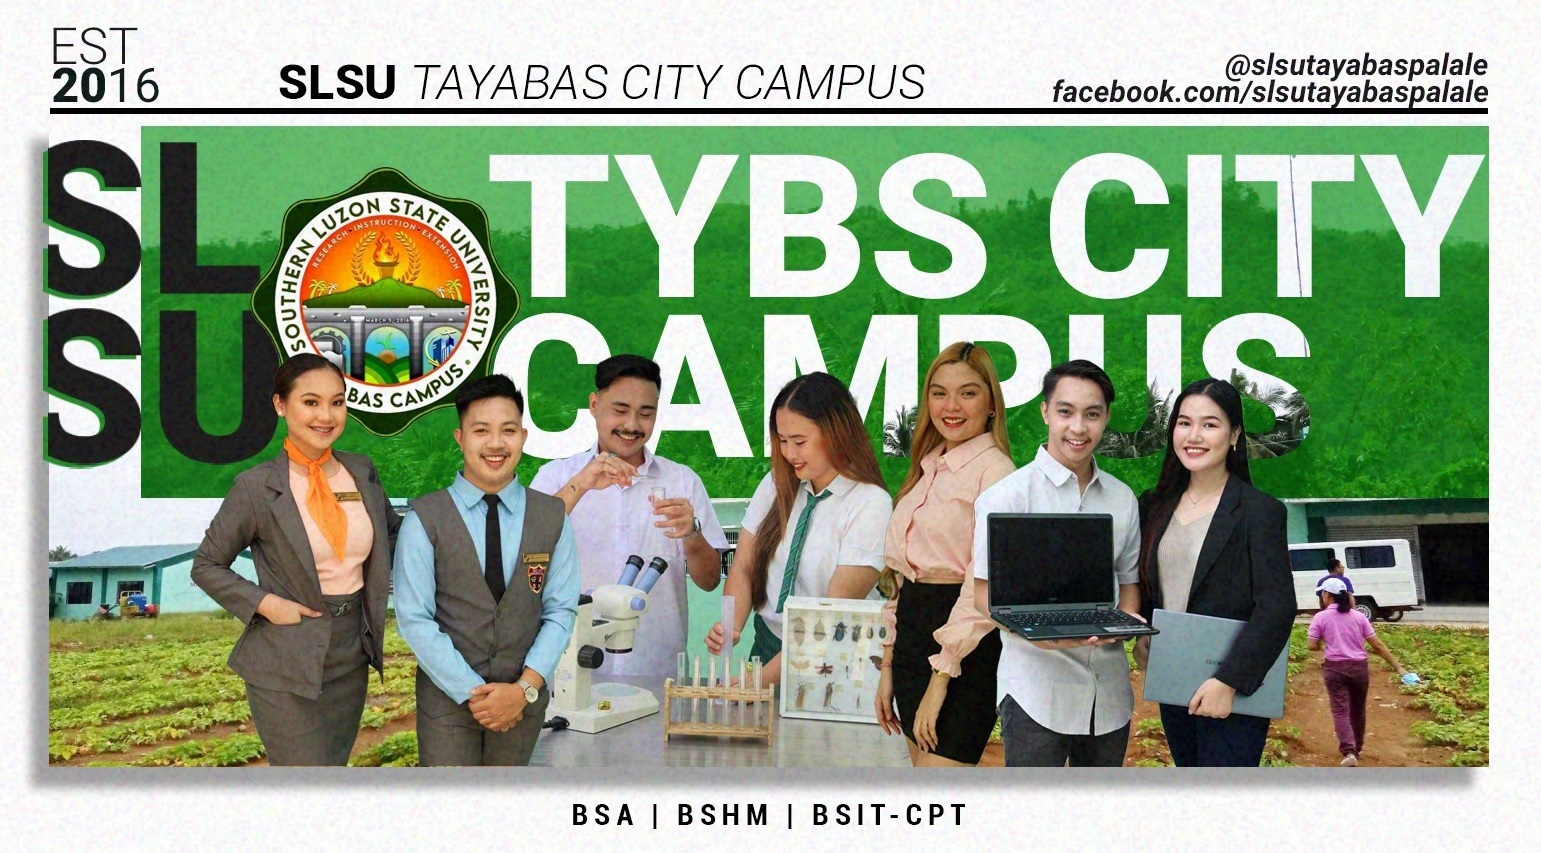 EST
2016
SLSU TAYABAS CITY CAMPUS
@slsutayabaspalale
facebook.com/slsutayabaspalale
SL
SU
TYBS CITY
CAMPUS
SOUTHERN LUZON STATE UNIVERSITY
RESEARCH-INSTRUCTION-EXTENSION
MARCH 5, 2016
BAS CAMPUS
BSA | BSHM | BSIT-CPT